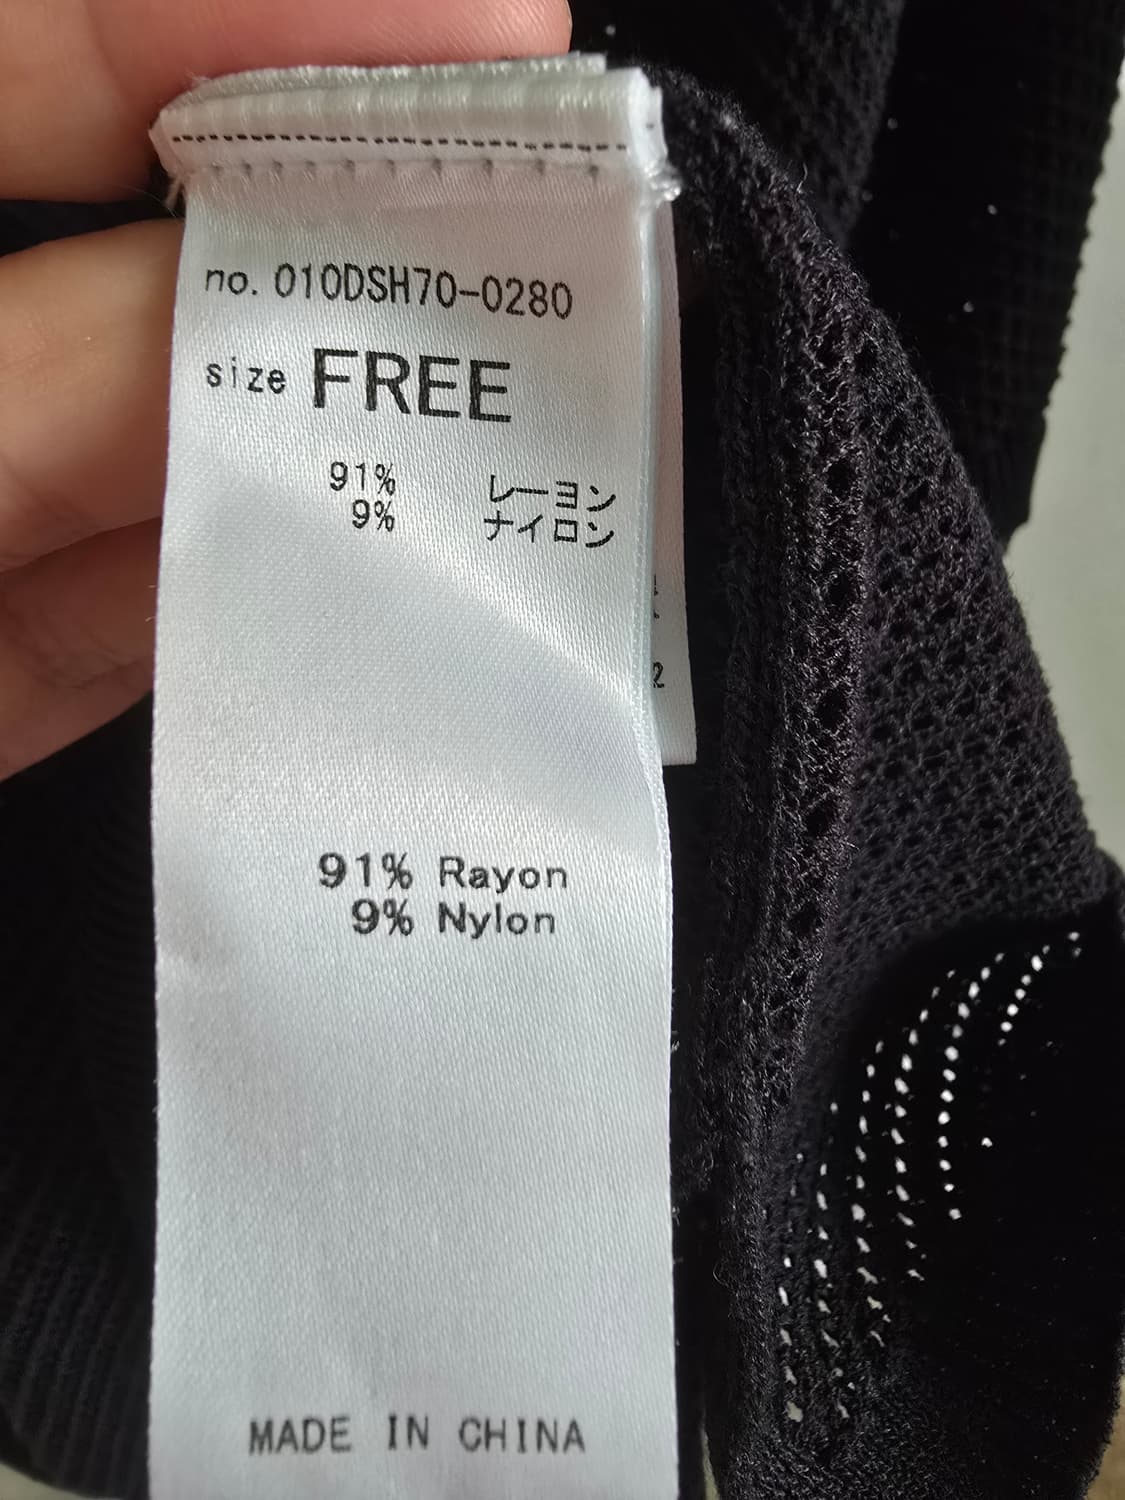 no. 010DSH70-0280
size FREE
91% レーヨン
9% ナイロン
91% Rayon
9% Nylon
MADE IN CHINA
2